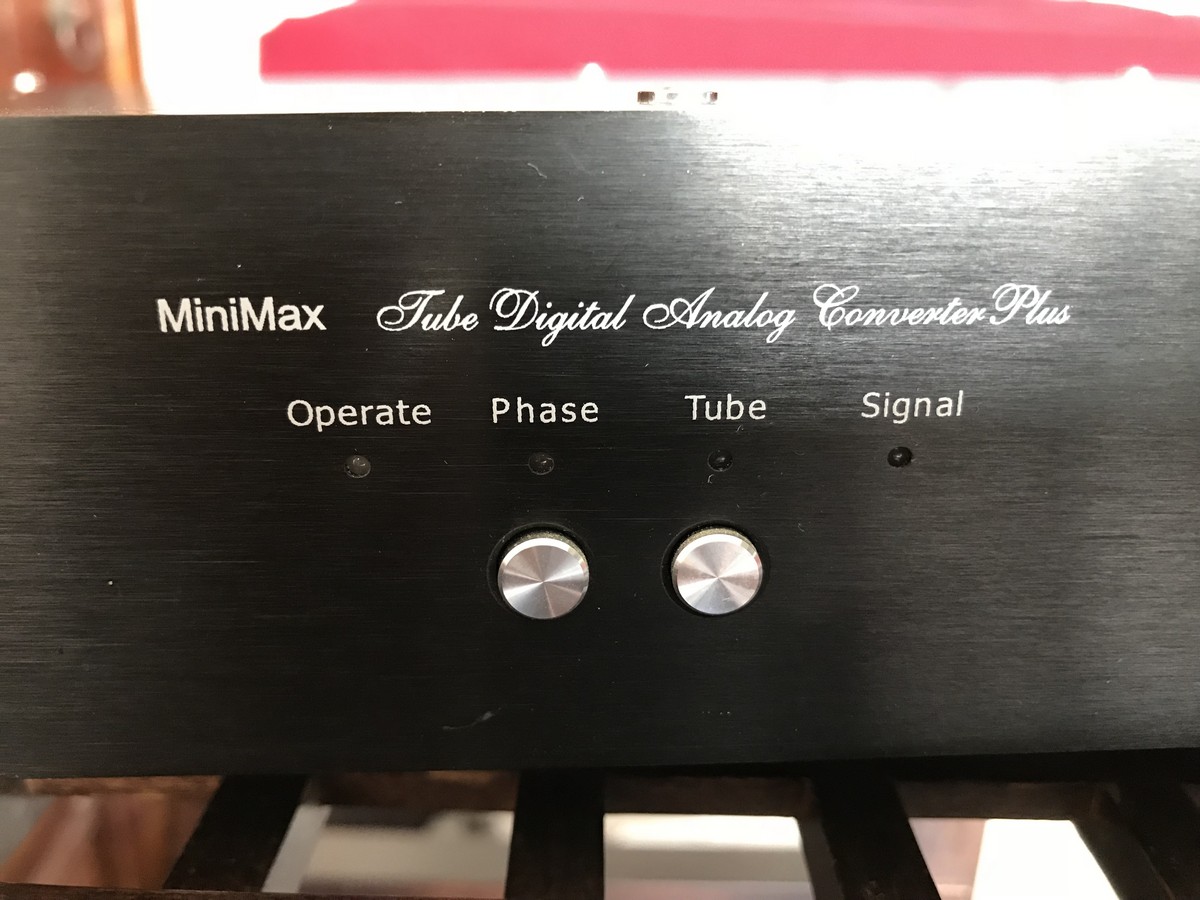 MiniMax Tube Digital Analog Converter Plus
Operate Phase Tube Signal